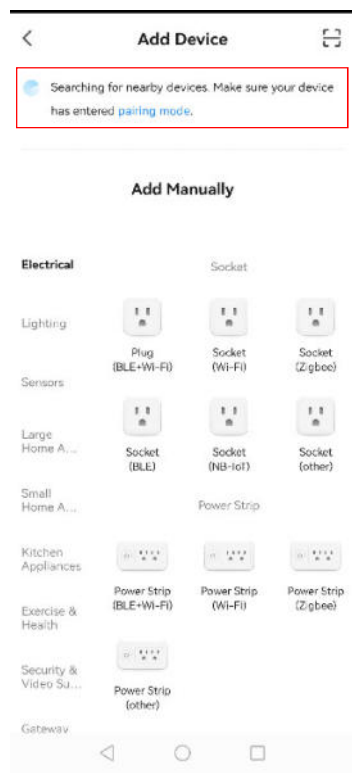 Add Device
Searching for nearby devices. Make sure your device
has entered pairing mode.
Add Manually
Electrical
Lighting
Sensors
Large
Home A...
Small
Home A...
Kitchen
Appliances
Exercise &
Health
Security &
Video Su...
Gateway
Socket
Plug
(BLE+Wi-Fi)
Socket
(Wi-Fi)
Socket
(Zigbee)
Socket
(BLE)
Socket
(NB-IoT)
Socket
(other)
Power Strip
Power Strip
(BLE+Wi-Fi)
Power Strip
(Wi-Fi)
Power Strip
(Zigbee)
Power Strip
(other)